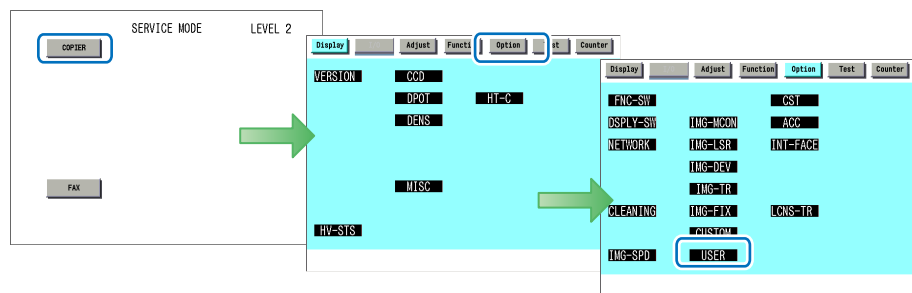 SERVICE MODE LEVEL 2
COPIER
FAX
Display Adjust Option Counter
VERSION CCD
DPOT HT-C
DENS
MISC
HV-STS
Display Adjust Function Option Test Counter
FNC-SW CST
DSPLY-SW IMG-MCON ACC
NETWORK IMG-LSR INT-FACE
IMG-DEV
IMG-TR
CLEANING IMG-FIX LCNS-TR
CUSTOM
IMG-SPD USER